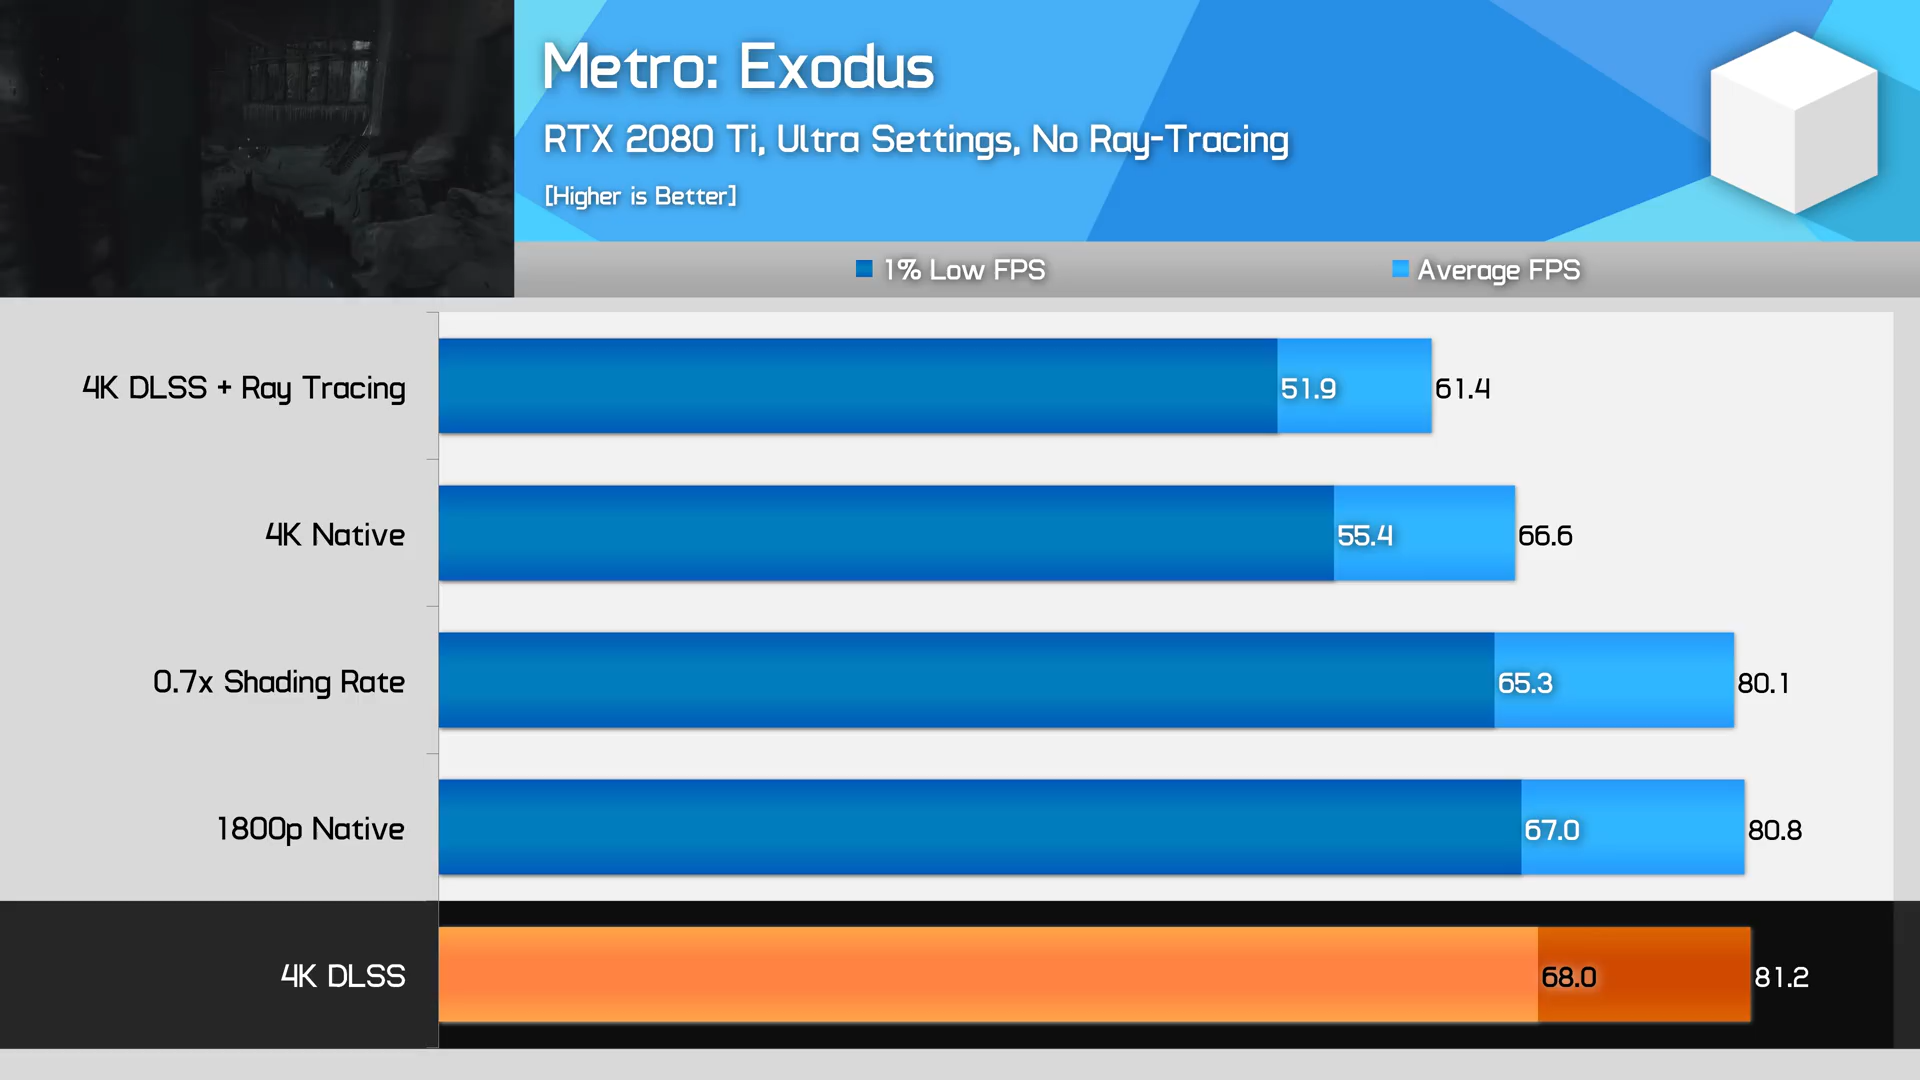 Metro: Exodus
RTX 2080 Ti, Ultra Settings, No Ray-Tracing
[Higher is Better]
1% Low FPS
Average FPS
4K DLSS + Ray Tracing
51.9
61.4
4K Native
55.4
66.6
0.7x Shading Rate
65.3
80.1
1800p Native
67.0
80.8
4K DLSS
68.0
81.2